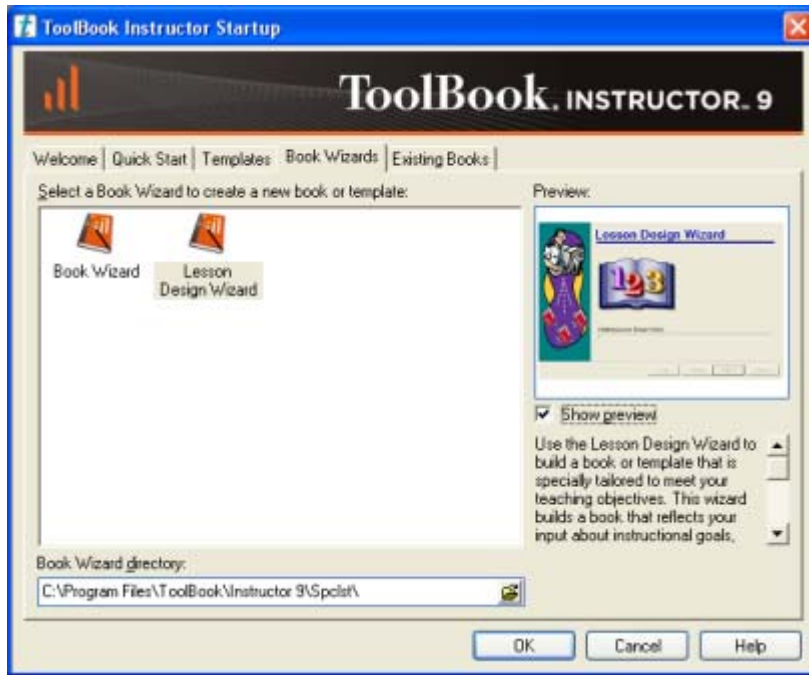 ToolBook Instructor Startup
ToolBook. INSTRUCTOR. 9
Welcome Quick Start Templates Book Wizards Existing Books
Select a Book Wizard to create a new book or template:
Book Wizard
Lesson
Design Wizard
Preview:
Lesson Design Wizard
123
Show preview
Use the Lesson Design Wizard to
build a book or template that is
specially tailored to meet your
teaching objectives. This wizard
builds a book that reflects your
input about instructional goals,
Book Wizard directory:
C:\Program Files\ToolBook\Instructor 9\Spclst\
OK Cancel Help